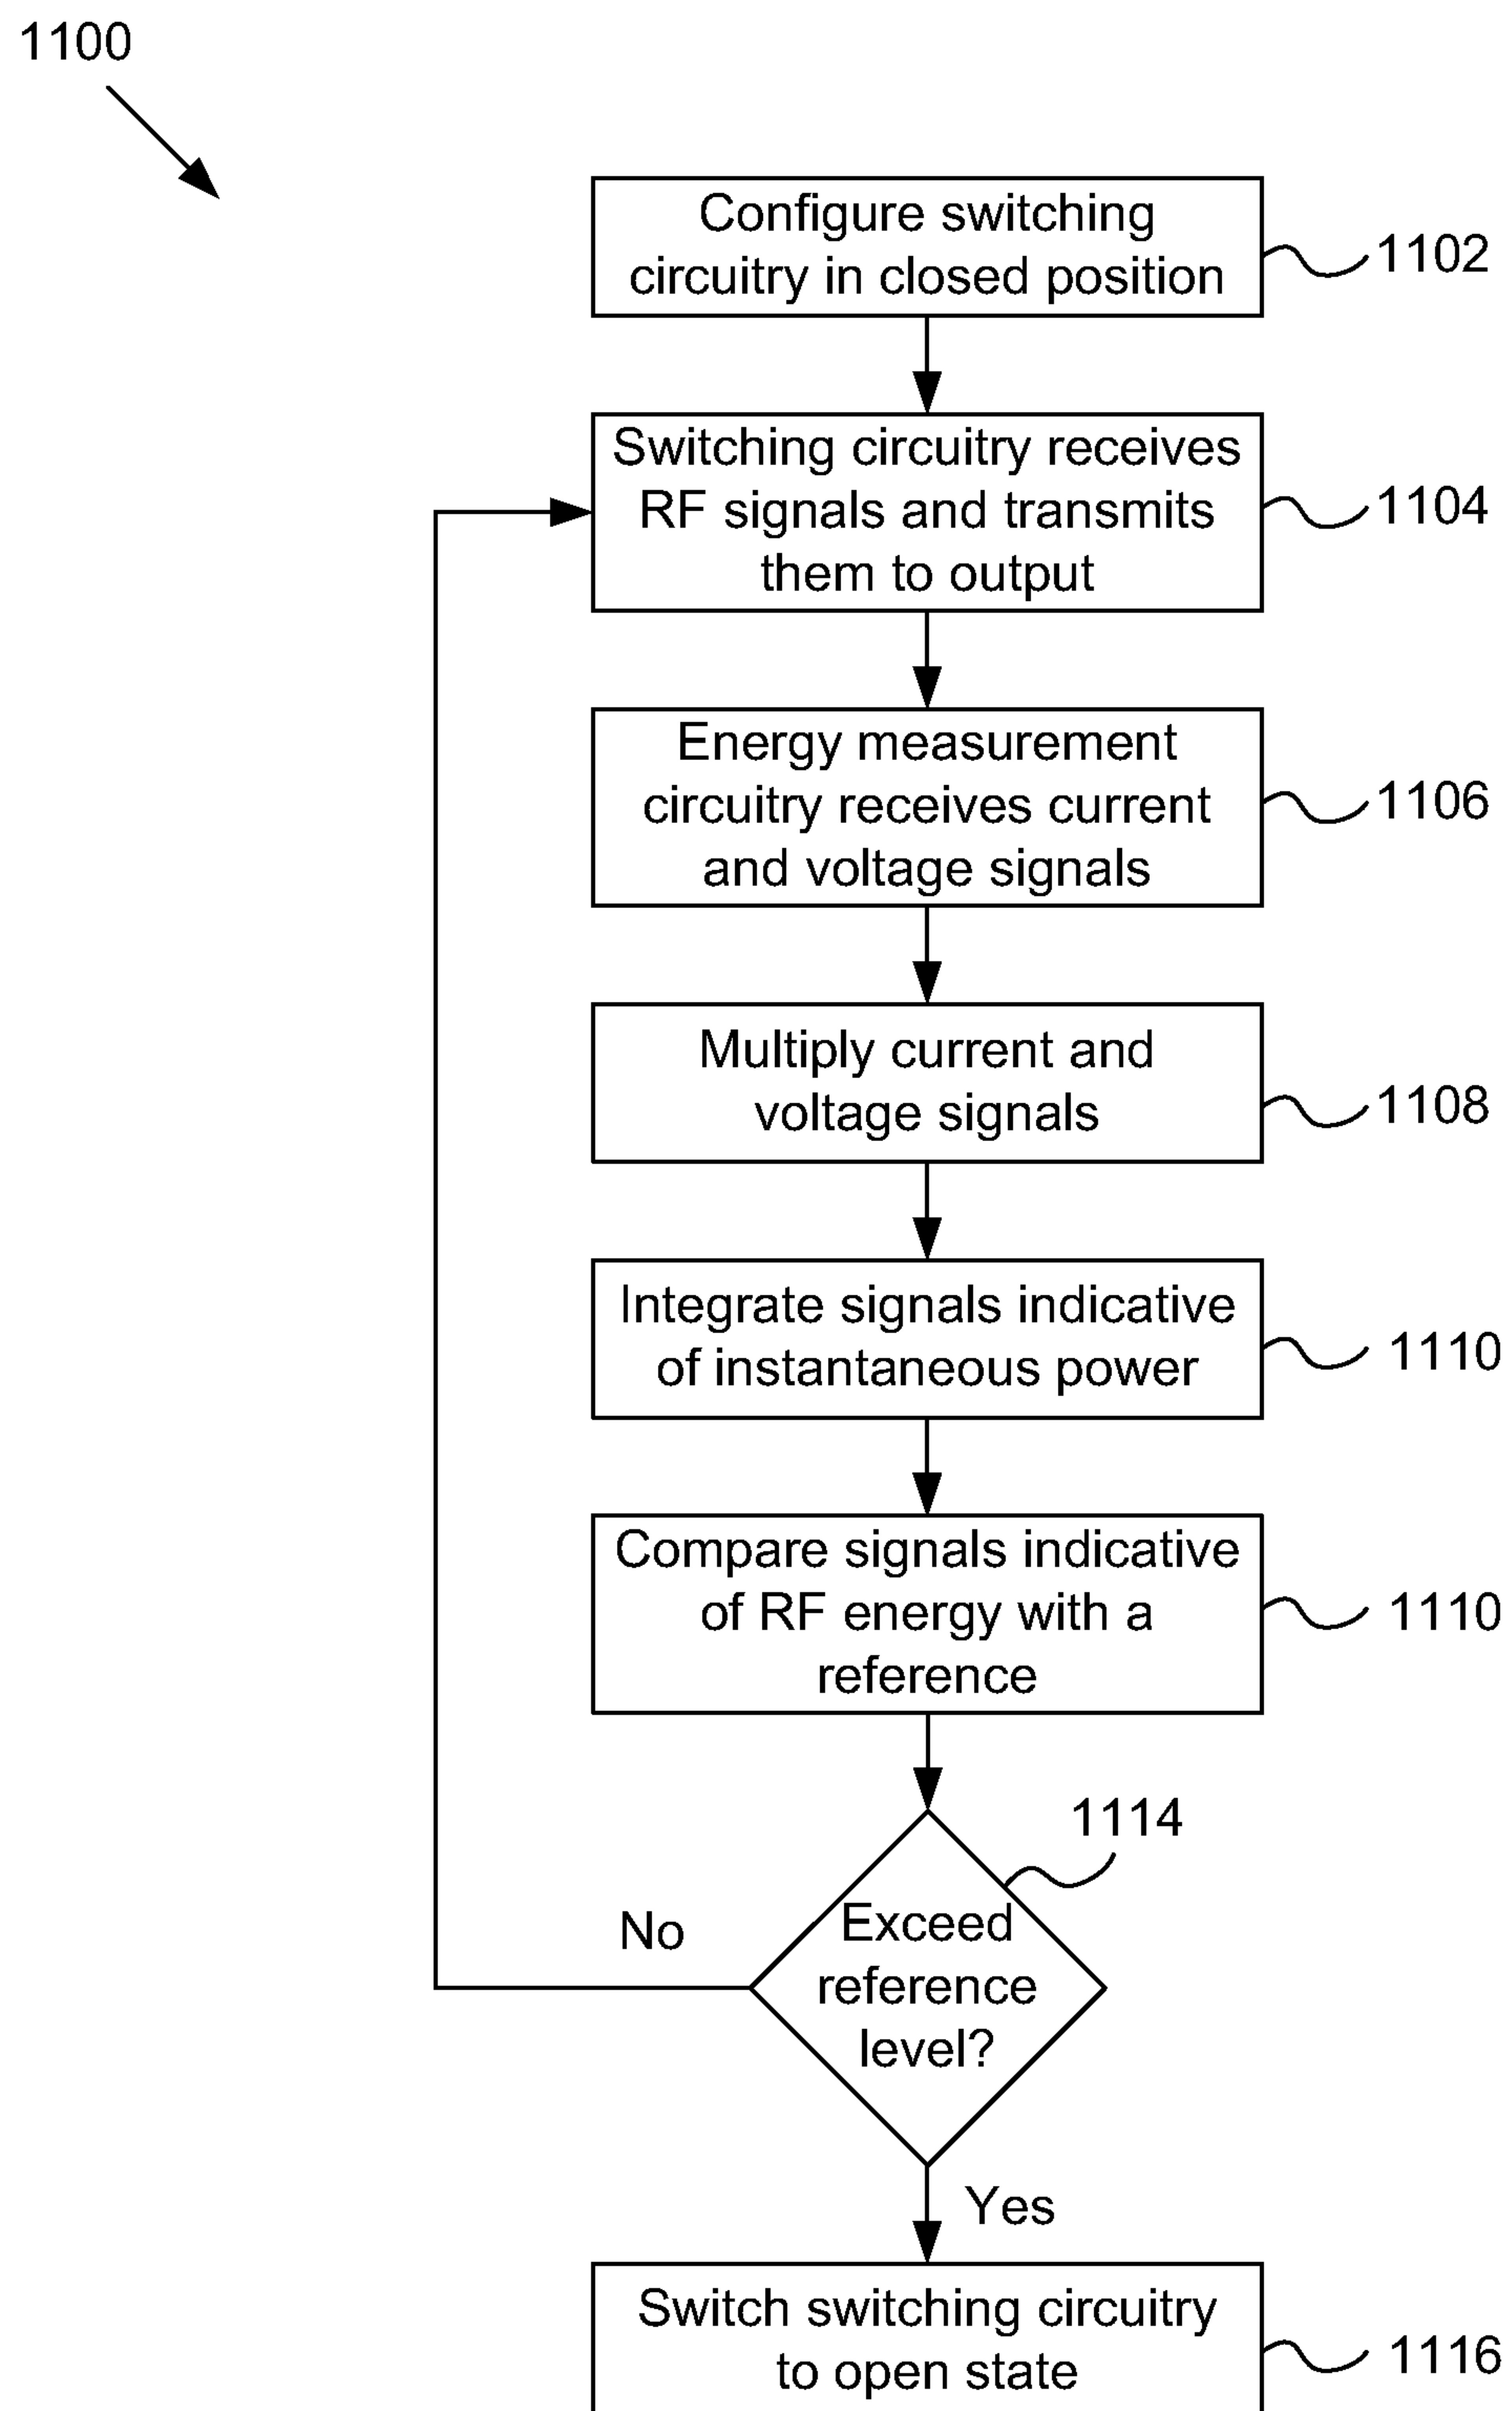 1100
Configure switching
circuitry in closed position
1102
Switching circuitry receives
RF signals and transmits
them to output
1104
Energy measurement
circuitry receives current
and voltage signals
1106
Multiply current and
voltage signals
1108
Integrate signals indicative
of instantaneous power
1110
Compare signals indicative
of RF energy with a
reference
1110
1114
Exceed
reference
level?
No
Yes
Switch switching circuitry
to open state
1116